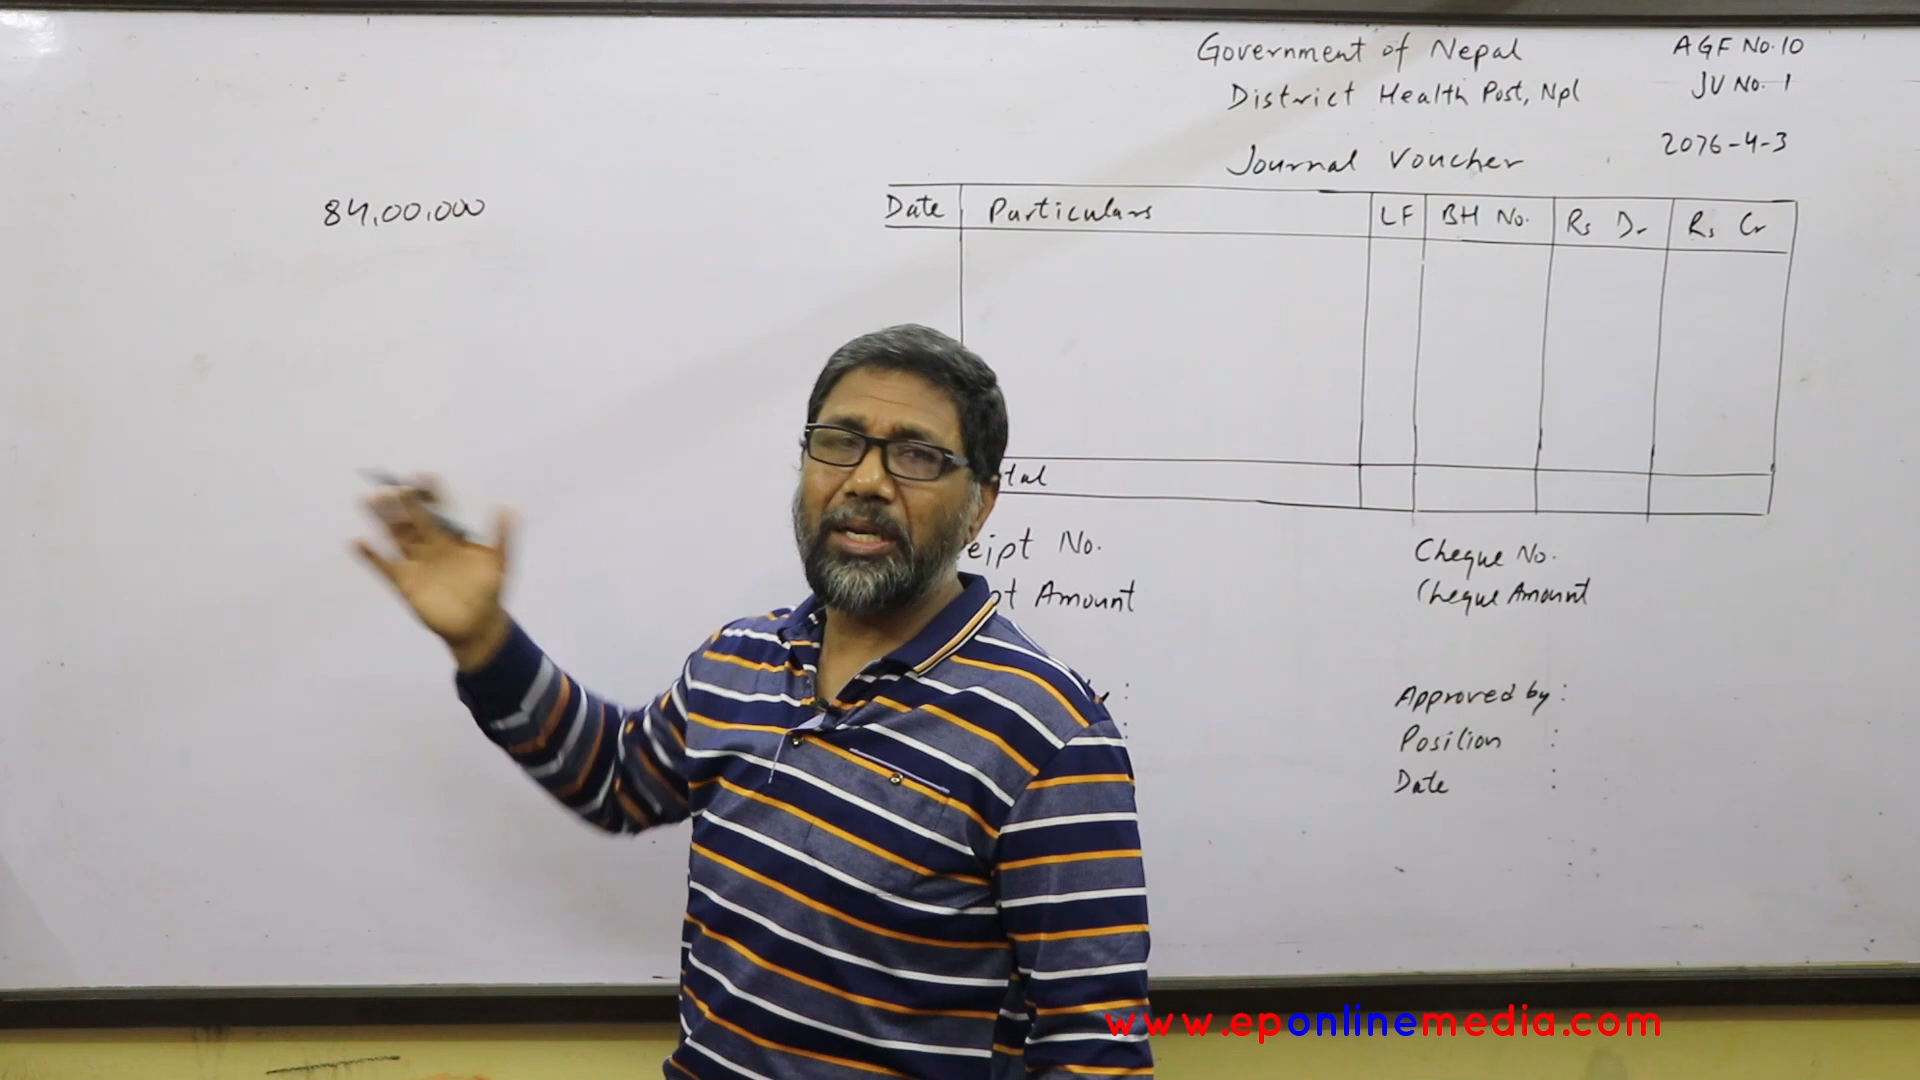 Government of Nepal AGF No.10
District Health Post, Npl JV No. 1
Journal Voucher 2076-4-3
84,00,000
Date Particulars LF BH No. Rs Dr Rs Cr
tal
eipt No. Cheque No.
pt Amount Cheque Amount
: Approved by :
: Position :
Date :
www.eponlinemedia.com